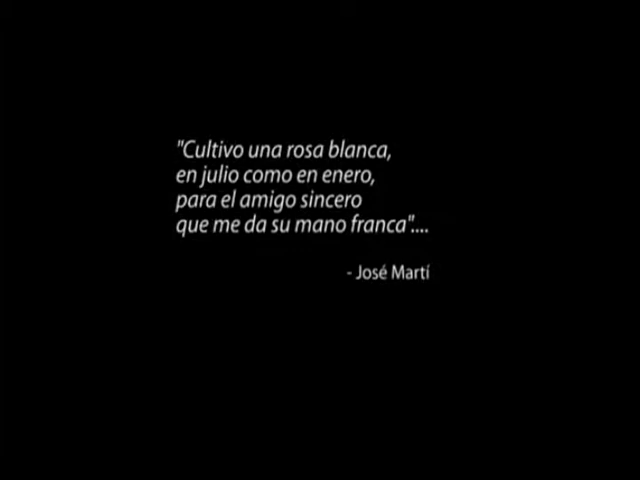 "Cultivo una rosa blanca,
en julio como en enero,
para el amigo sincero
que me da su mano franca"....
- José Martí